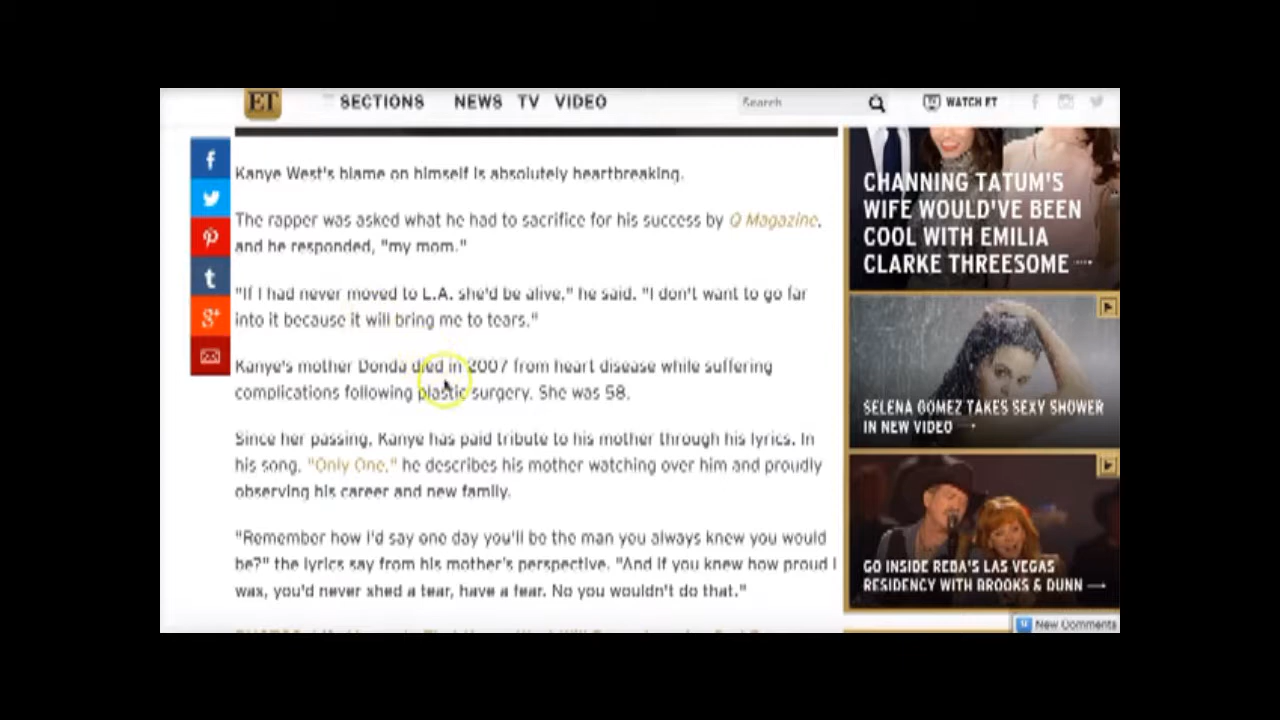 ET
SECTIONS NEWS TV VIDEO Search WATCH ET
Kanye West's blame on himself is absolutely heartbreaking.
The rapper was asked what he had to sacrifice for his success by Q Magazine,
and he responded, "my mom."
"If I had never moved to L.A. she'd be alive," he said. "I don't want to go far
into it because it will bring me to tears."
Kanye's mother Donda died in 2007 from heart disease while suffering
complications following plastic surgery. She was 58.
Since her passing, Kanye has paid tribute to his mother through his lyrics. In
his song, "Only One," he describes his mother watching over him and proudly
observing his career and new family.
"Remember how I'd say one day you'll be the man you always knew you would
be?" the lyrics say from his mother's perspective. "And if you knew how proud I
was, you'd never shed a tear, have a fear. No you wouldn't do that."
CHANNING TATUM'S
WIFE WOULD'VE BEEN
COOL WITH EMILIA
CLARKE THREESOME
SELENA GOMEZ TAKES SEXY SHOWER
IN NEW VIDEO
GO INSIDE REBA'S LAS VEGAS
RESIDENCY WITH BROOKS & DUNN
New Comments